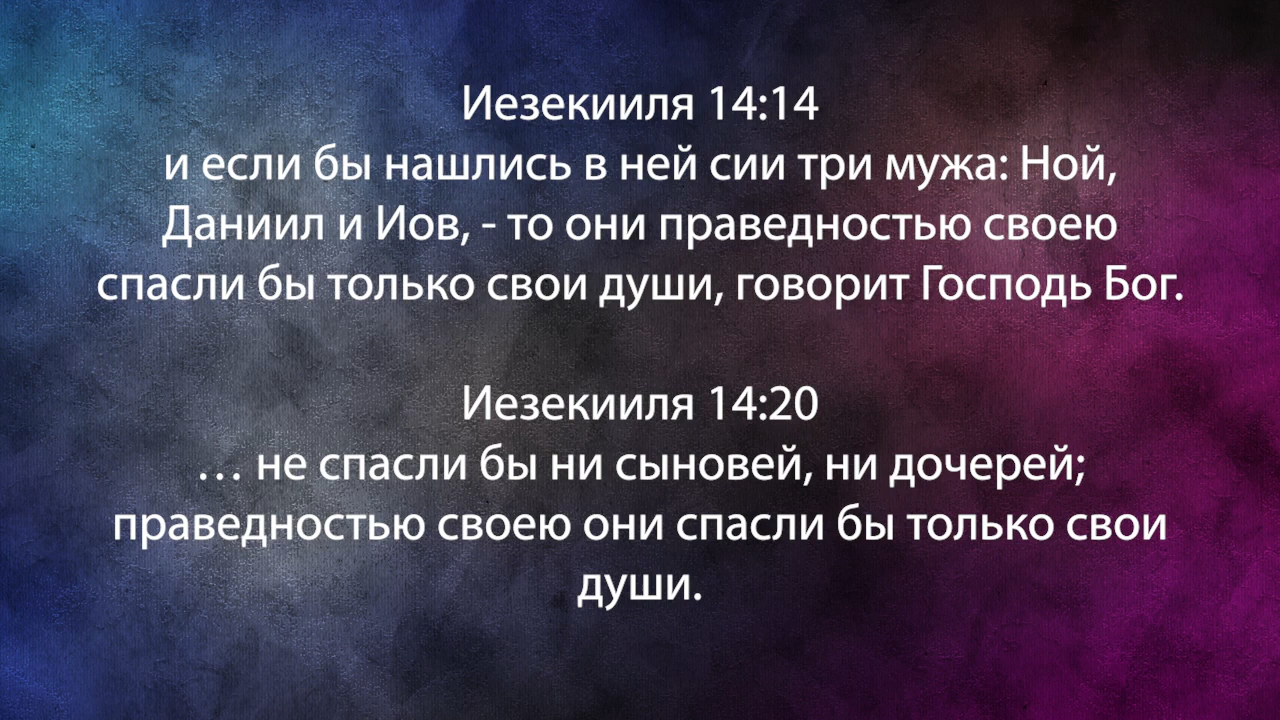 Иезекииля 14:14
и если бы нашлись в ней сии три мужа: Ной,
Даниил и Иов, - то они праведностью своею
спасли бы только свои души, говорит Господь Бог.
Иезекииля 14:20
… не спасли бы ни сыновей, ни дочерей;
праведностью своею они спасли бы только свои
души.